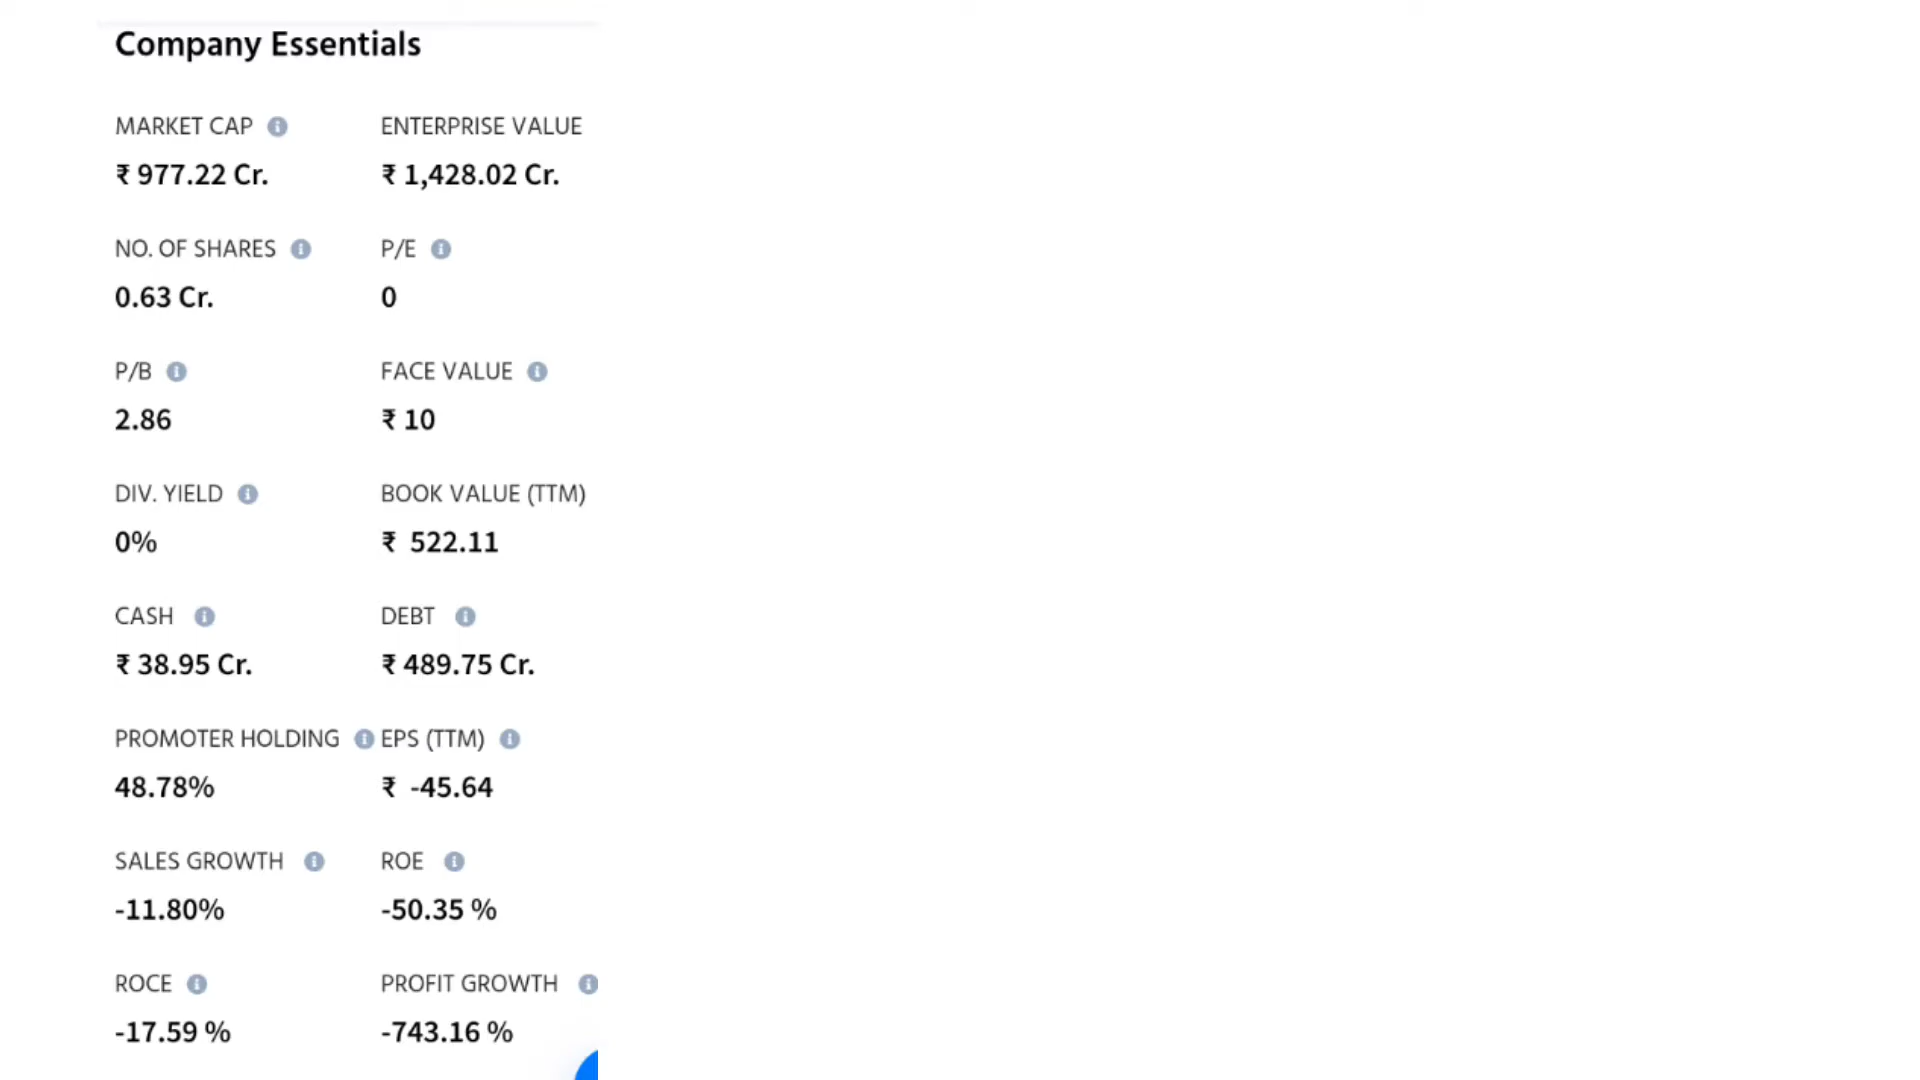 Company Essentials
MARKET CAP ENTERPRISE VALUE
₹ 977.22 Cr. ₹ 1,428.02 Cr.
NO. OF SHARES P/E
0.63 Cr. 0
P/B FACE VALUE
2.86 ₹ 10
DIV. YIELD BOOK VALUE (TTM)
0% ₹ 522.11
CASH DEBT
₹ 38.95 Cr. ₹ 489.75 Cr.
PROMOTER HOLDING EPS (TTM)
48.78% ₹ -45.64
SALES GROWTH ROE
-11.80% -50.35 %
ROCE PROFIT GROWTH
-17.59 % -743.16 %